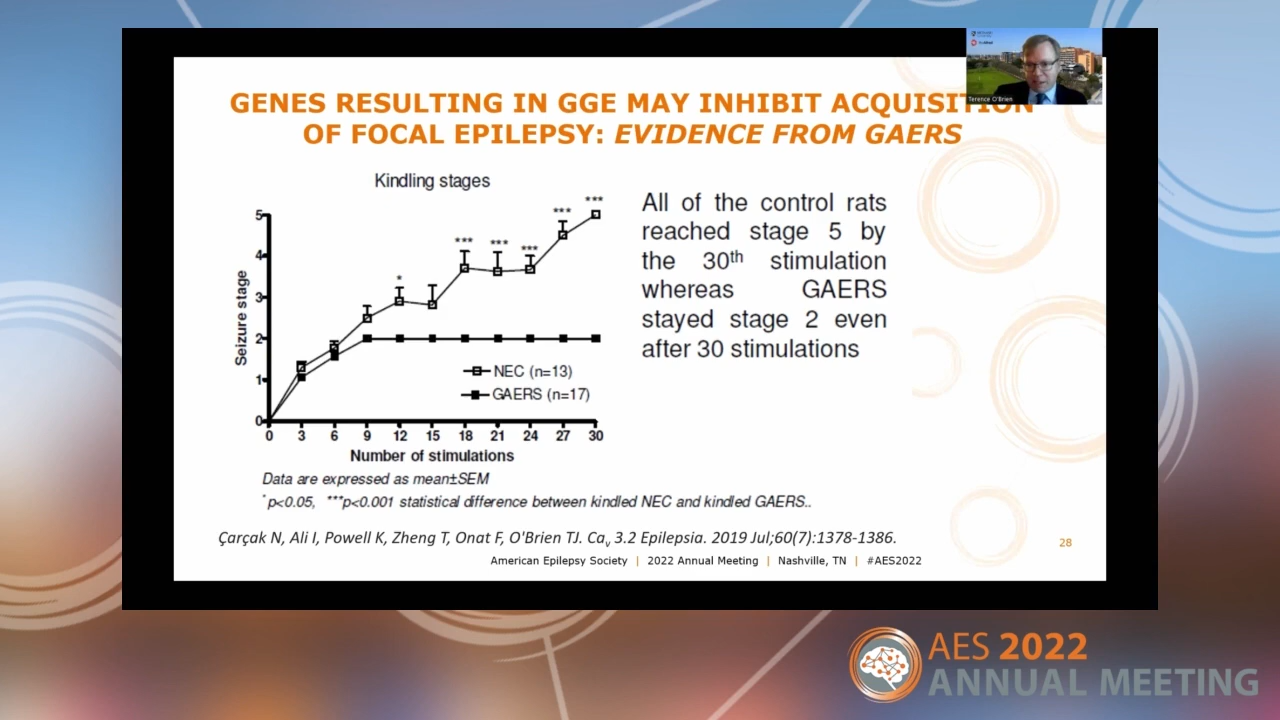 Terence O'Brien
GENES RESULTING IN GGE MAY INHIBIT ACQUISITION
OF FOCAL EPILEPSY: EVIDENCE FROM GAERS
Kindling stages
Seizure stage
5
4
3
2
1
0
*
***
***
***
***
***
NEC (n=13)
GAERS (n=17)
0 3 6 9 12 15 18 21 24 27 30
Number of stimulations
All of the control rats
reached stage 5 by
the 30th stimulation
whereas GAERS
stayed stage 2 even
after 30 stimulations
Data are expressed as mean±SEM
*p<0.05, ***p<0.001 statistical difference between kindled NEC and kindled GAERS..
Çarçak N, Ali I, Powell K, Zheng T, Onat F, O'Brien TJ. Cav 3.2 Epilepsia. 2019 Jul;60(7):1378-1386.
28
American Epilepsy Society | 2022 Annual Meeting | Nashville, TN | #AES2022
AES 2022
ANNUAL MEETING